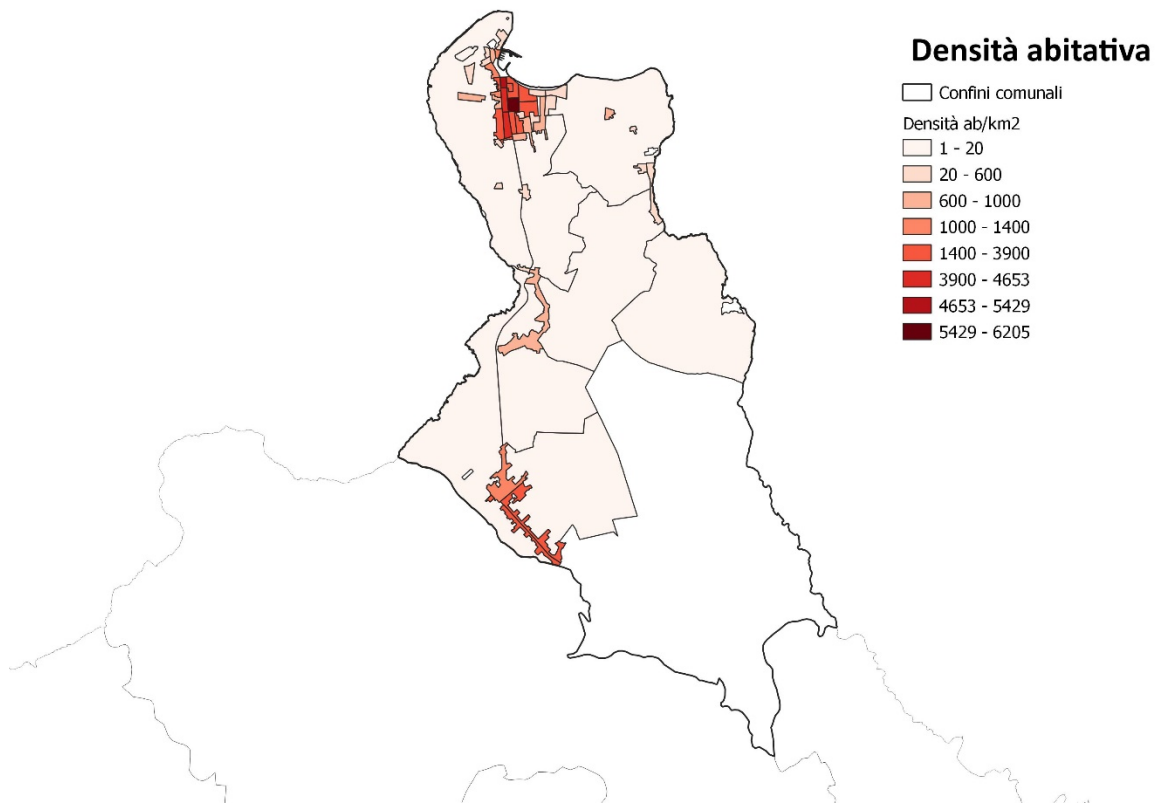 Densità abitativa
Confini comunali
Densità ab/km2
1 - 20
20 - 600
600 - 1000
1000 - 1400
1400 - 3900
3900 - 4653
4653 - 5429
5429 - 6205